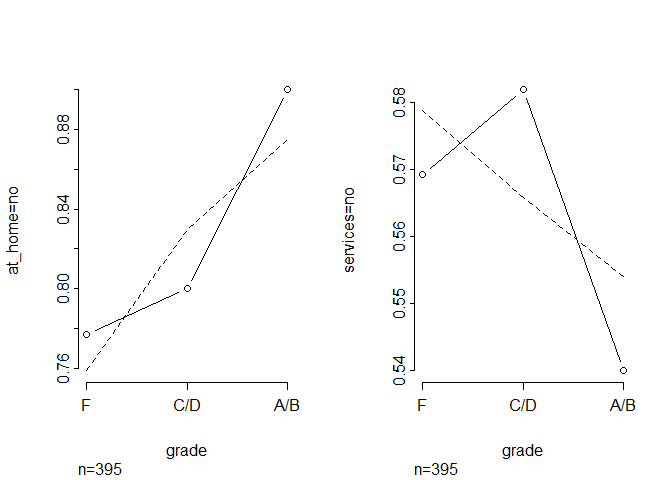 at_home=no
0.76
0.80
0.84
0.88
F
C/D
A/B
grade
n=395
services=no
0.54
0.55
0.56
0.57
0.58
F
C/D
A/B
grade
n=395